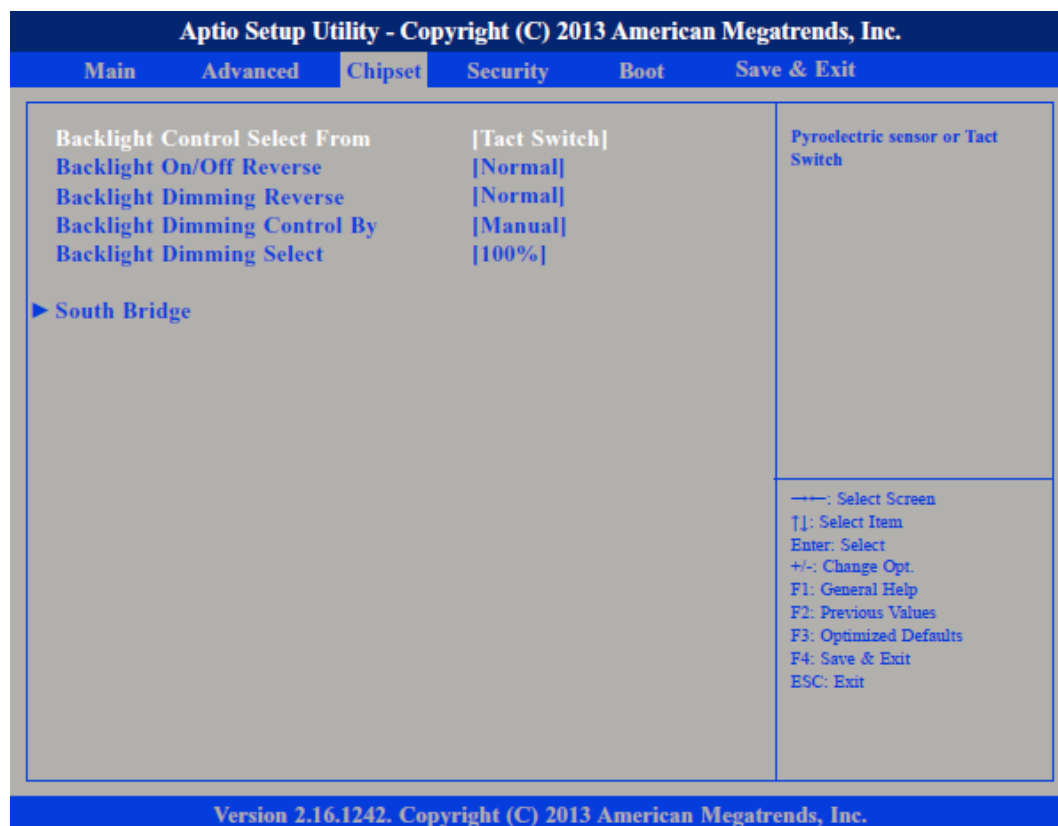 Aptio Setup Utility - Copyright (C) 2013 American Megatrends, Inc.
Main Advanced Chipset Security Boot Save & Exit
Backlight Control Select From [Tact Switch]
Backlight On/Off Reverse [Normal]
Backlight Dimming Reverse [Normal]
Backlight Dimming Control By [Manual]
Backlight Dimming Select [100%]
► South Bridge
Pyroelectric sensor or Tact
Switch
→←: Select Screen
↑↓: Select Item
Enter: Select
+/-: Change Opt.
F1: General Help
F2: Previous Values
F3: Optimized Defaults
F4: Save & Exit
ESC: Exit
Version 2.16.1242. Copyright (C) 2013 American Megatrends, Inc.